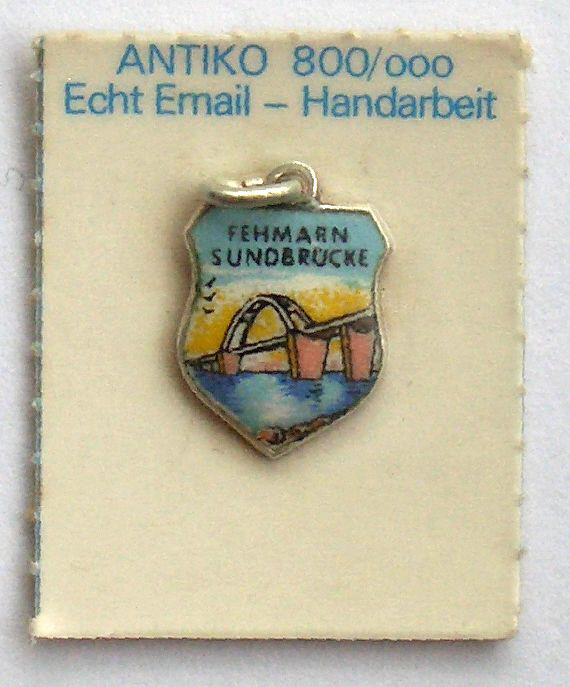 ANTIKO 800/ooo
Echt Email – Handarbeit
FEHMARN
SUNDBRÜCKE